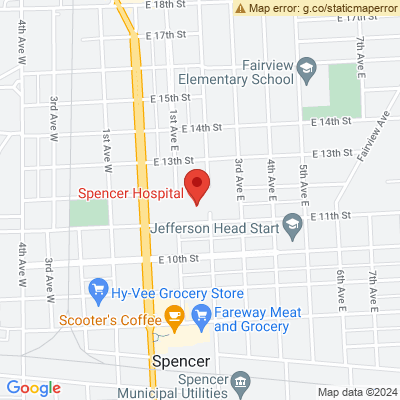 Map error: g.co/staticmaperror
E 18th St
E 17th St
E 17th St
4th Ave W
7th Ave E
Fairview
Elementary School
3rd Ave W
E 15th St
1st Ave W
1st Ave E
E 14th St
E 14th St
Fairview Ave
E 13th St
E 13th St
3rd Ave E
4th Ave E
5th Ave E
Spencer Hospital
E 11th St
Jefferson Head Start
4th Ave W
3rd Ave W
E 10th St
6th Ave E
7th Ave E
Hy-Vee Grocery Store
Scooter's Coffee
Fareway Meat
and Grocery
Spencer
Spencer
Municipal Utilities
Google
Map data ©2024